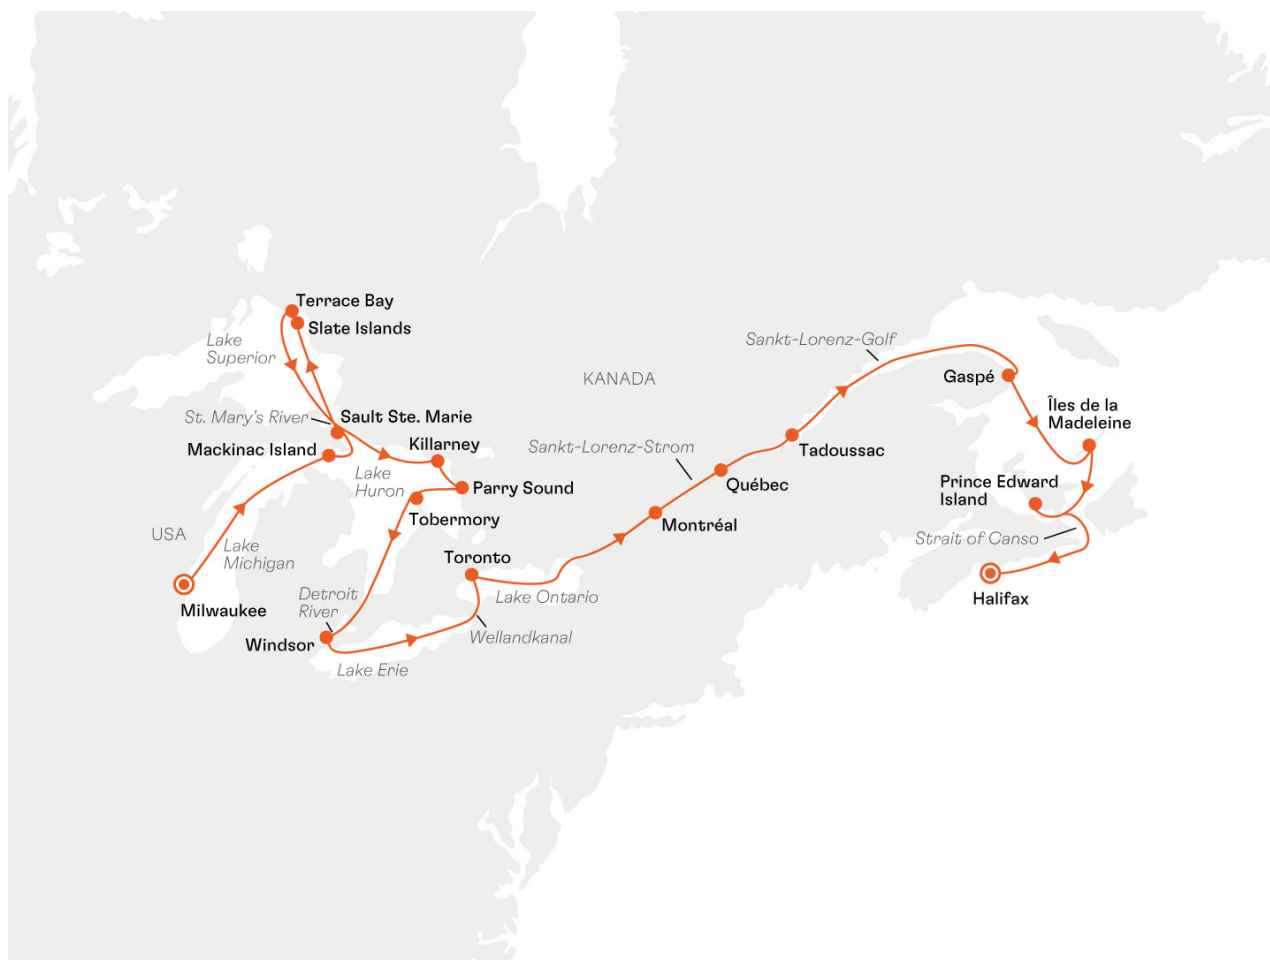 Terrace Bay
Slate Islands
Lake
Superior
Sankt-Lorenz-Golf
KANADA
Gaspé
St. Mary's River
Sault Ste. Marie
Îles de la
Madeleine
Killarney
Mackinac Island
Sankt-Lorenz-Strom
Tadoussac
Lake
Huron
Parry Sound
Québec
Prince Edward
Island
Tobermory
Montréal
USA
Strait of Canso
Lake
Michigan
Toronto
Milwaukee
Detroit
River
Lake Ontario
Halifax
Windsor
Wellandkanal
Lake Erie